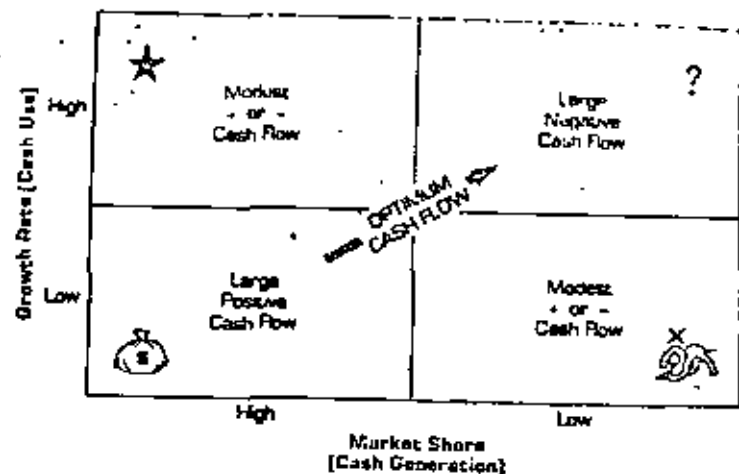 ?
Modest
+ or -
Cash Flow
Large
Negative
Cash Flow
High
Growth Rate [Cash Use]
OPTIMUM
CASH FLOW
Low
Large
Positive
Cash Flow
$
Modest
+ or -
Cash Flow
X
High
Low
Market Share
[Cash Generation]